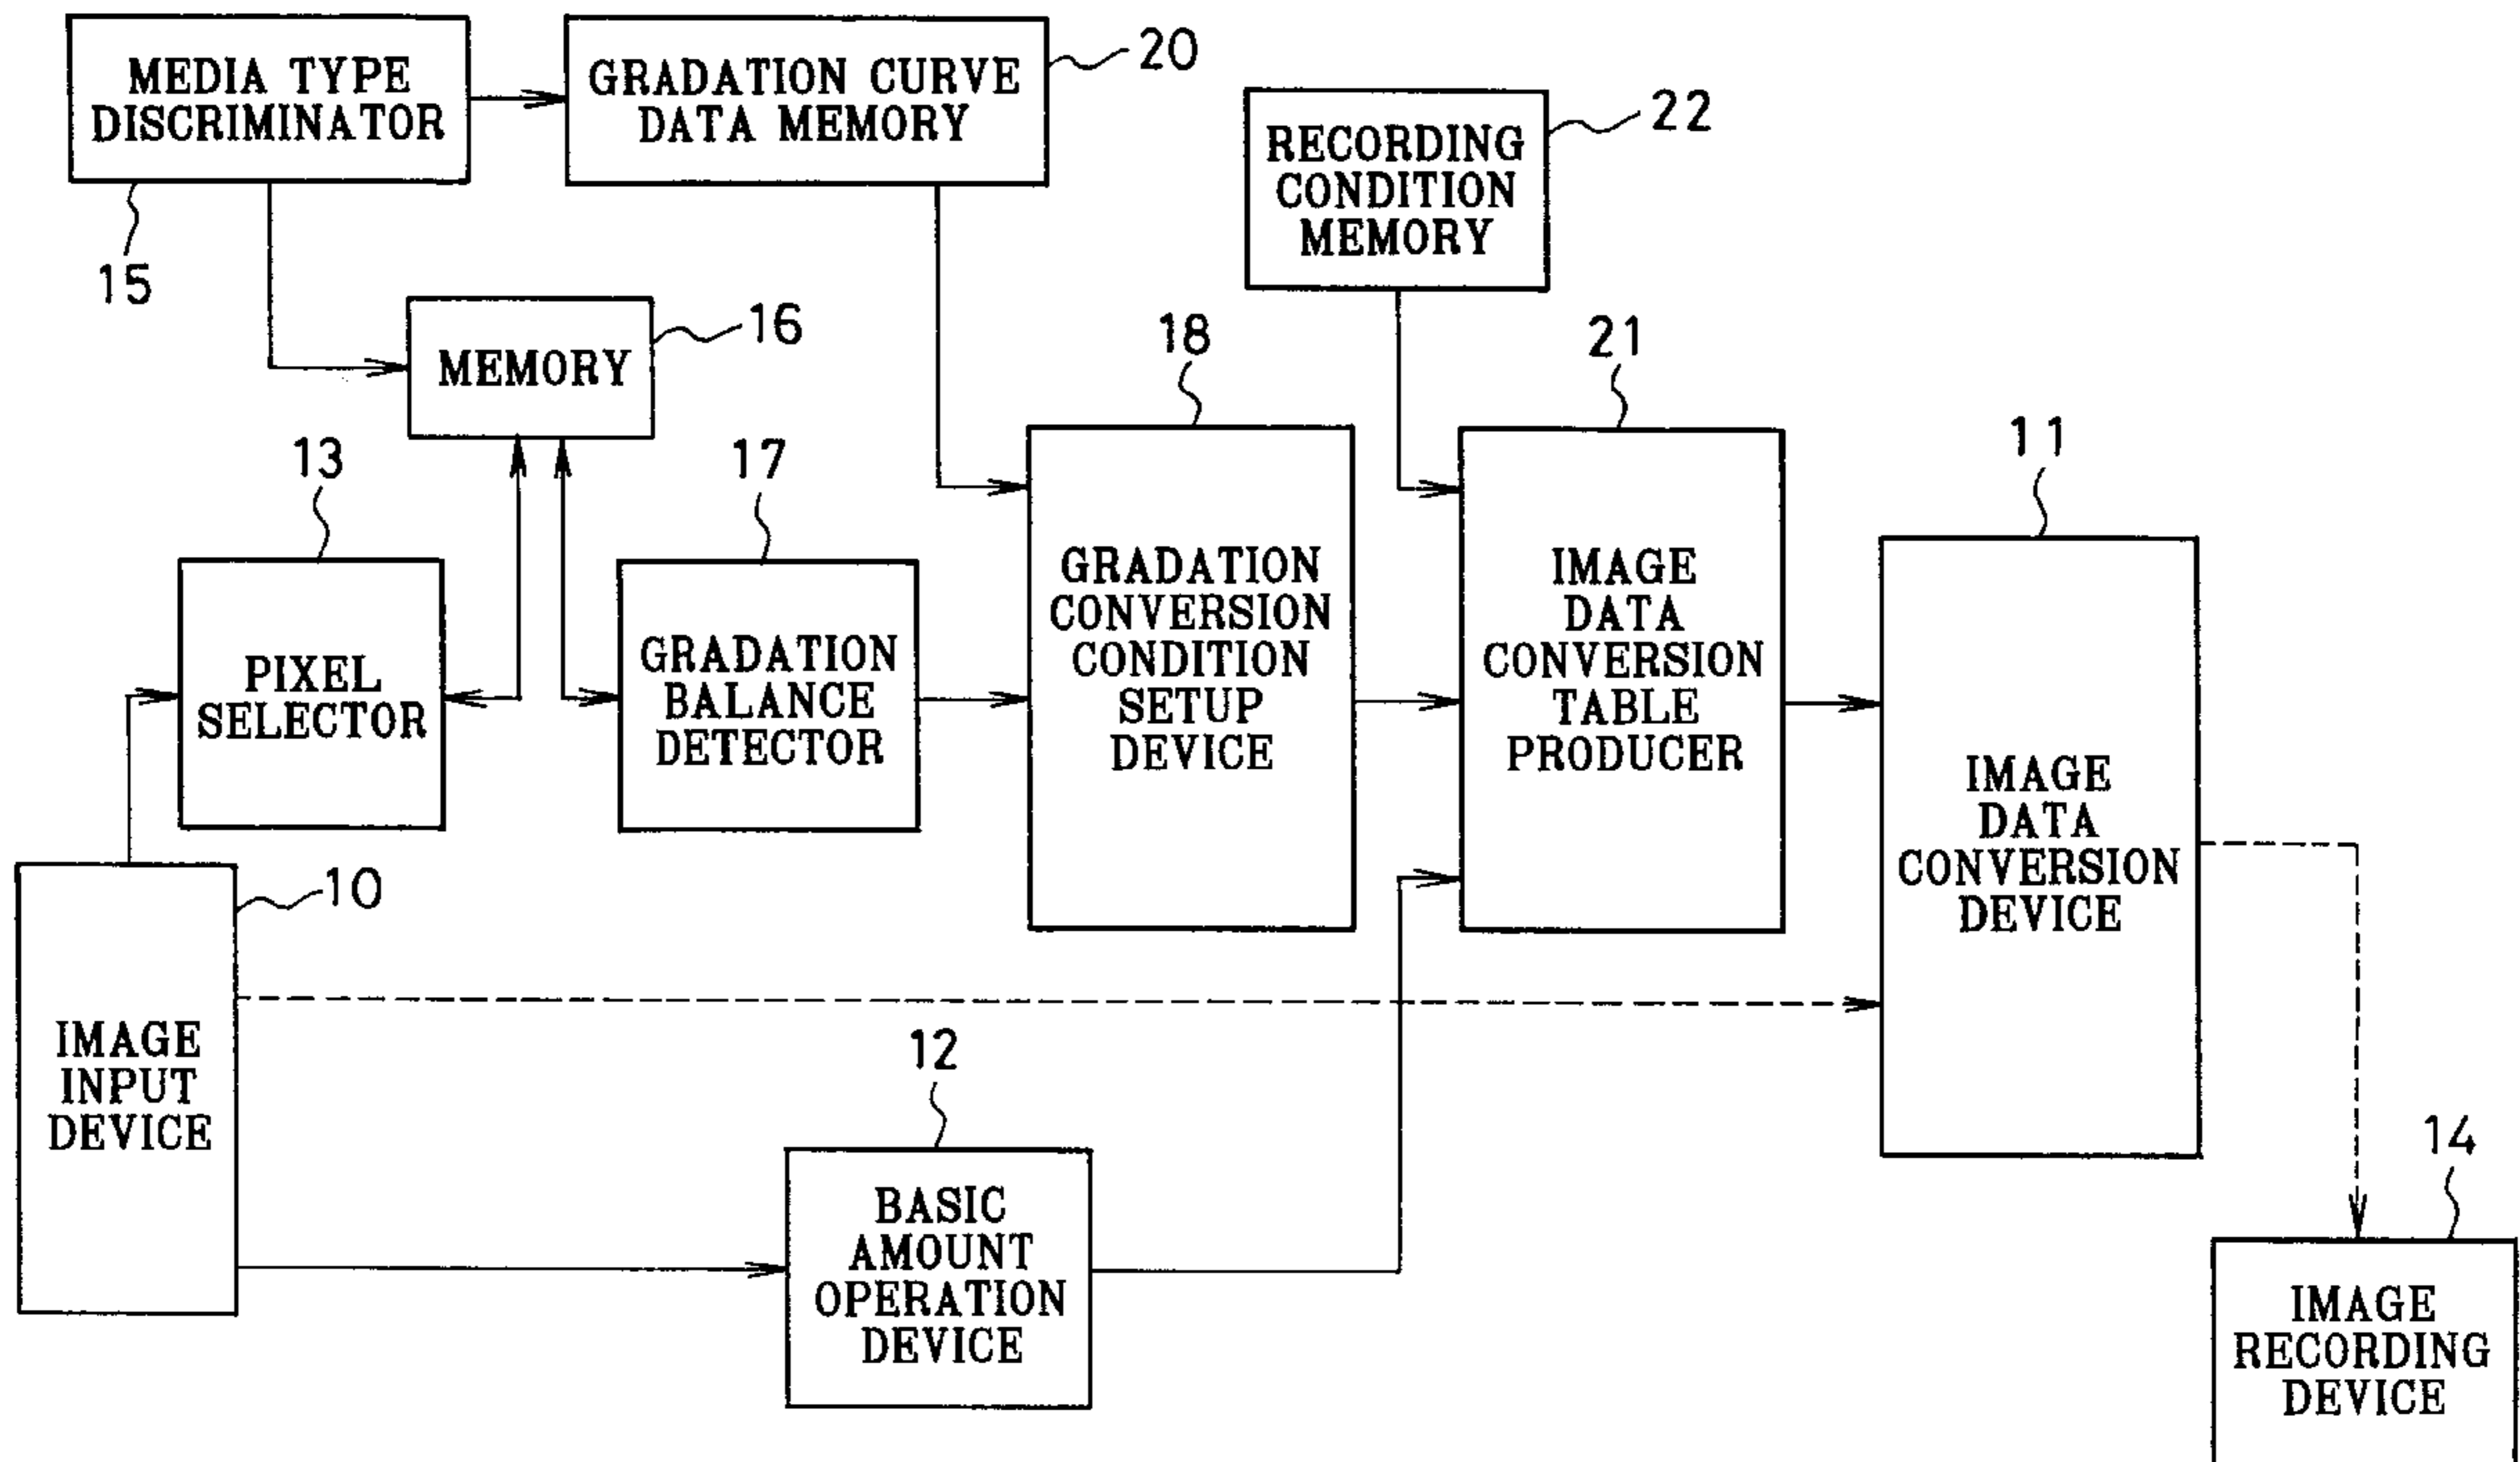 MEDIA TYPE
DISCRIMINATOR
15
GRADATION CURVE
DATA MEMORY
20
RECORDING
CONDITION
MEMORY
22
MEMORY
16
13
PIXEL
SELECTOR
17
GRADATION
BALANCE
DETECTOR
18
GRADATION
CONVERSION
CONDITION
SETUP
DEVICE
21
IMAGE
DATA
CONVERSION
TABLE
PRODUCER
11
IMAGE
DATA
CONVERSION
DEVICE
10
IMAGE
INPUT
DEVICE
12
BASIC
AMOUNT
OPERATION
DEVICE
14
IMAGE
RECORDING
DEVICE